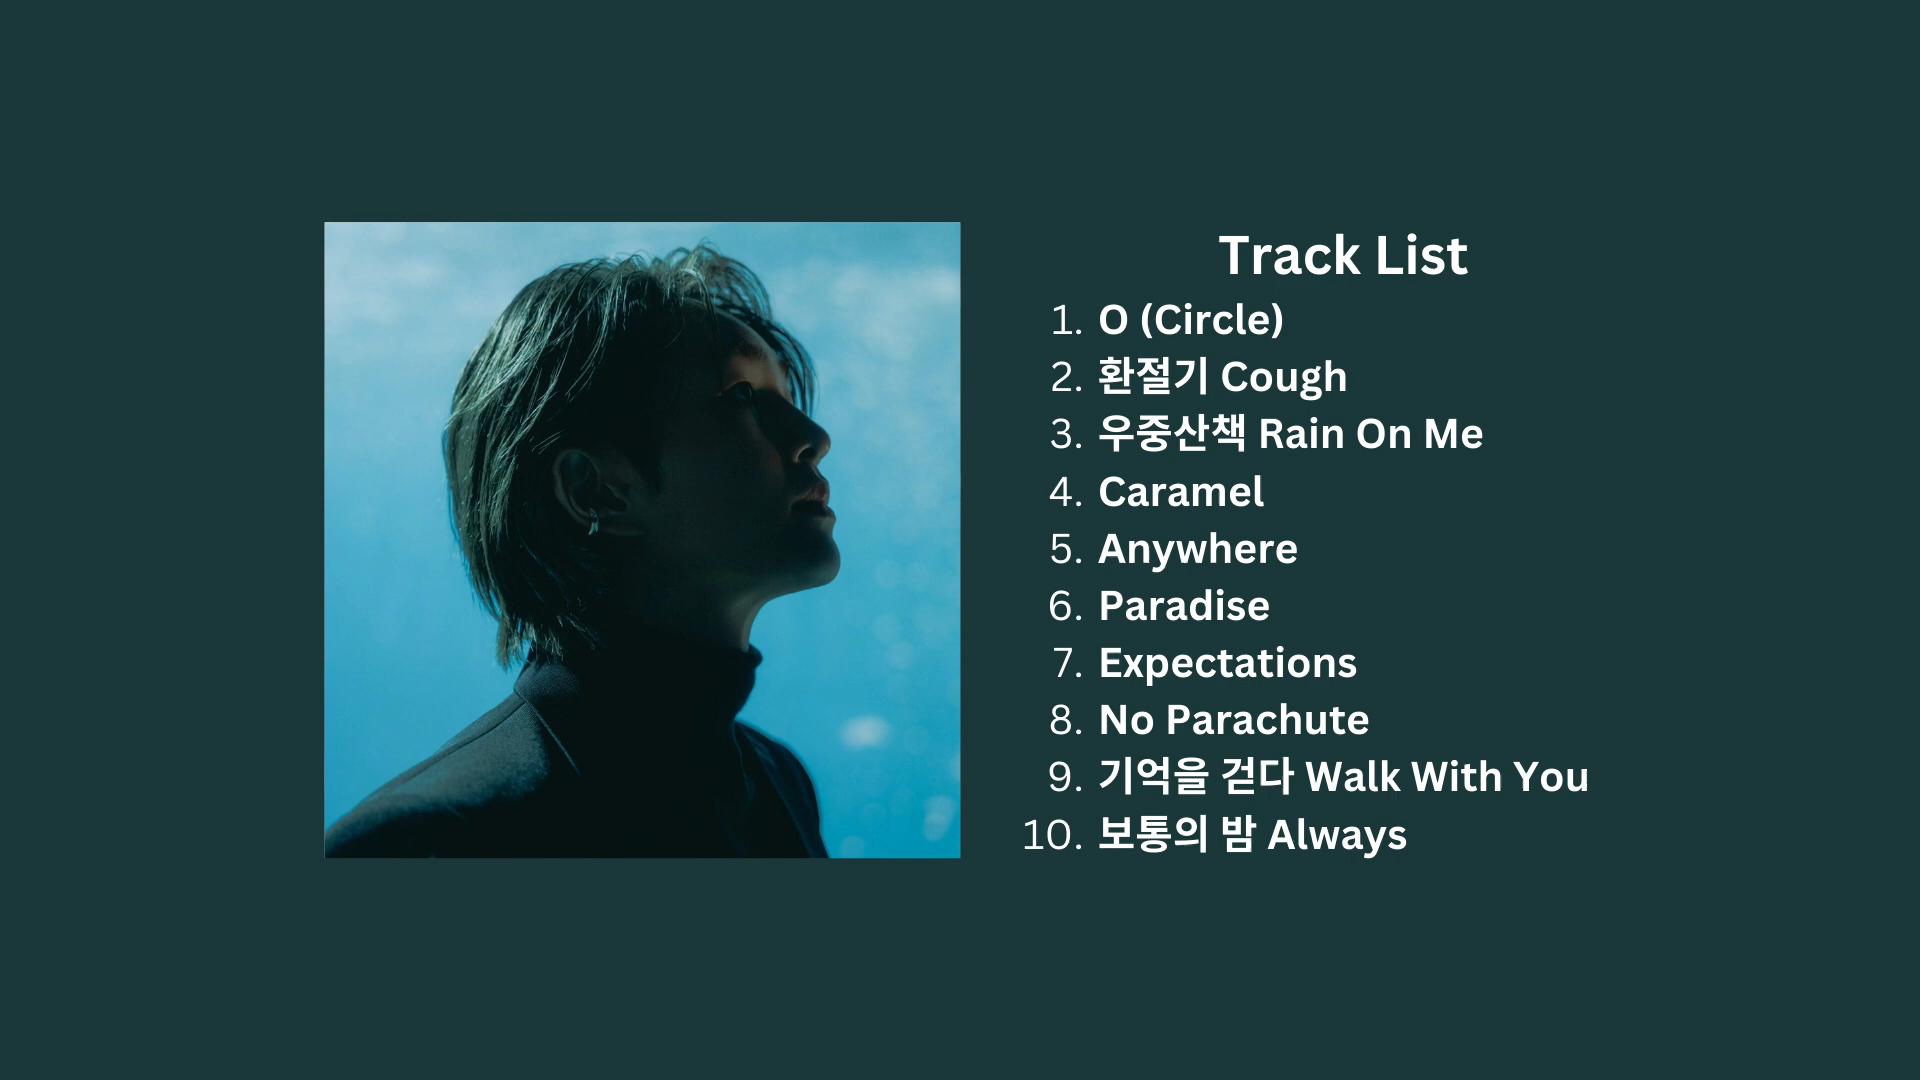 Track List
1. O (Circle)
2. 환절기 Cough
3. 우중산책 Rain On Me
4. Caramel
5. Anywhere
6. Paradise
7. Expectations
8. No Parachute
9. 기억을 걷다 Walk With You
10. 보통의 밤 Always